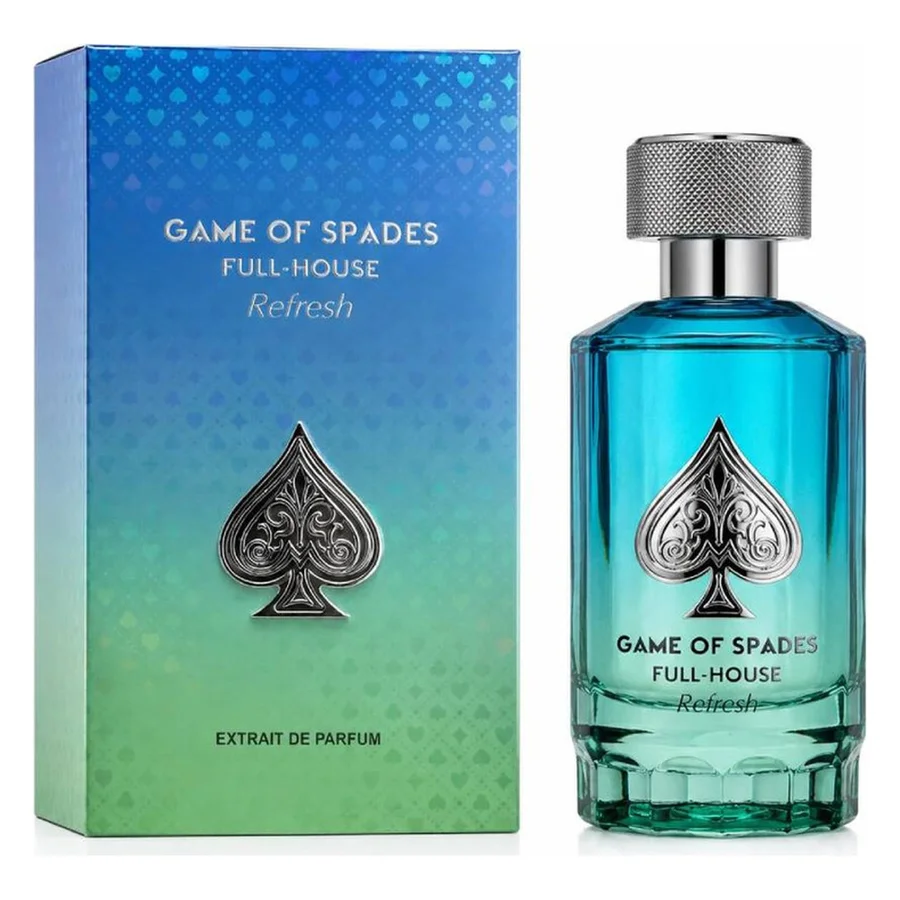 GAME OF SPADES
FULL-HOUSE
Refresh
EXTRAIT DE PARFUM
GAME OF SPADES
FULL-HOUSE
Refresh